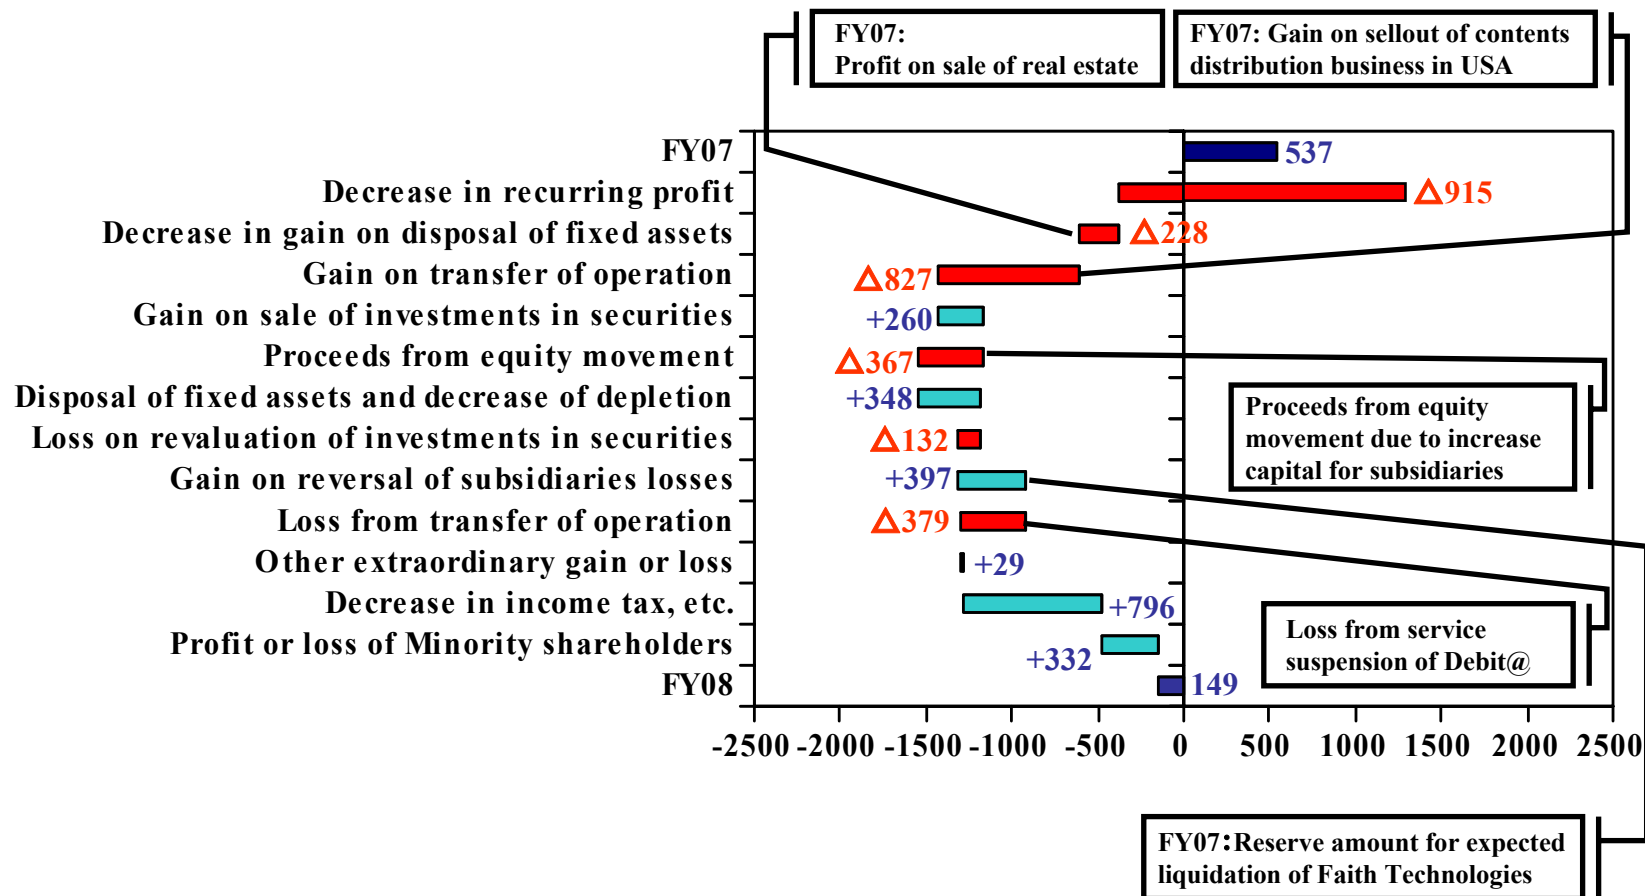 FY07:
Profit on sale of real estate
FY07: Gain on sellout of contents
distribution business in USA
FY07
537
Decrease in recurring profit
△915
Decrease in gain on disposal of fixed assets
△228
Gain on transfer of operation
△827
Gain on sale of investments in securities
+260
Proceeds from equity movement
△367
Disposal of fixed assets and decrease of depletion
+348
Loss on revaluation of investments in securities
△132
Gain on reversal of subsidiaries losses
+397
Loss from transfer of operation
△379
Other extraordinary gain or loss
+29
Decrease in income tax, etc.
+796
Profit or loss of Minority shareholders
+332
FY08
149
Proceeds from equity
movement due to increase
capital for subsidiaries
Loss from service
suspension of Debit@
-2500 -2000 -1500 -1000 -500 0 500 1000 1500 2000 2500
FY07:Reserve amount for expected
liquidation of Faith Technologies